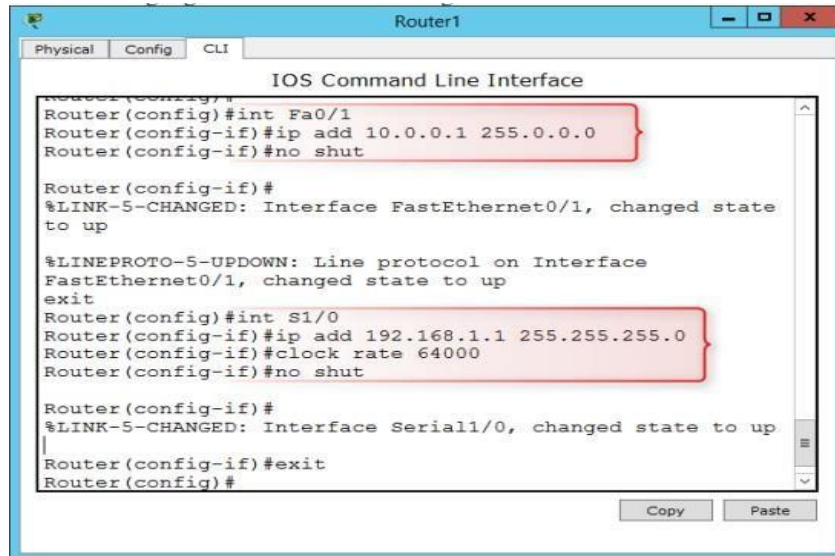 Router1
Physical Config CLI
IOS Command Line Interface
Router(config)#
Router(config)#int Fa0/1
Router(config-if)#ip add 10.0.0.1 255.0.0.0
Router(config-if)#no shut
Router(config-if)#
%LINK-5-CHANGED: Interface FastEthernet0/1, changed state
to up
%LINEPROTO-5-UPDOWN: Line protocol on Interface
FastEthernet0/1, changed state to up
exit
Router(config)#int S1/0
Router(config-if)#ip add 192.168.1.1 255.255.255.0
Router(config-if)#clock rate 64000
Router(config-if)#no shut
Router(config-if)#
%LINK-5-CHANGED: Interface Serial1/0, changed state to up
Router(config-if)#exit
Router(config)#
Copy Paste